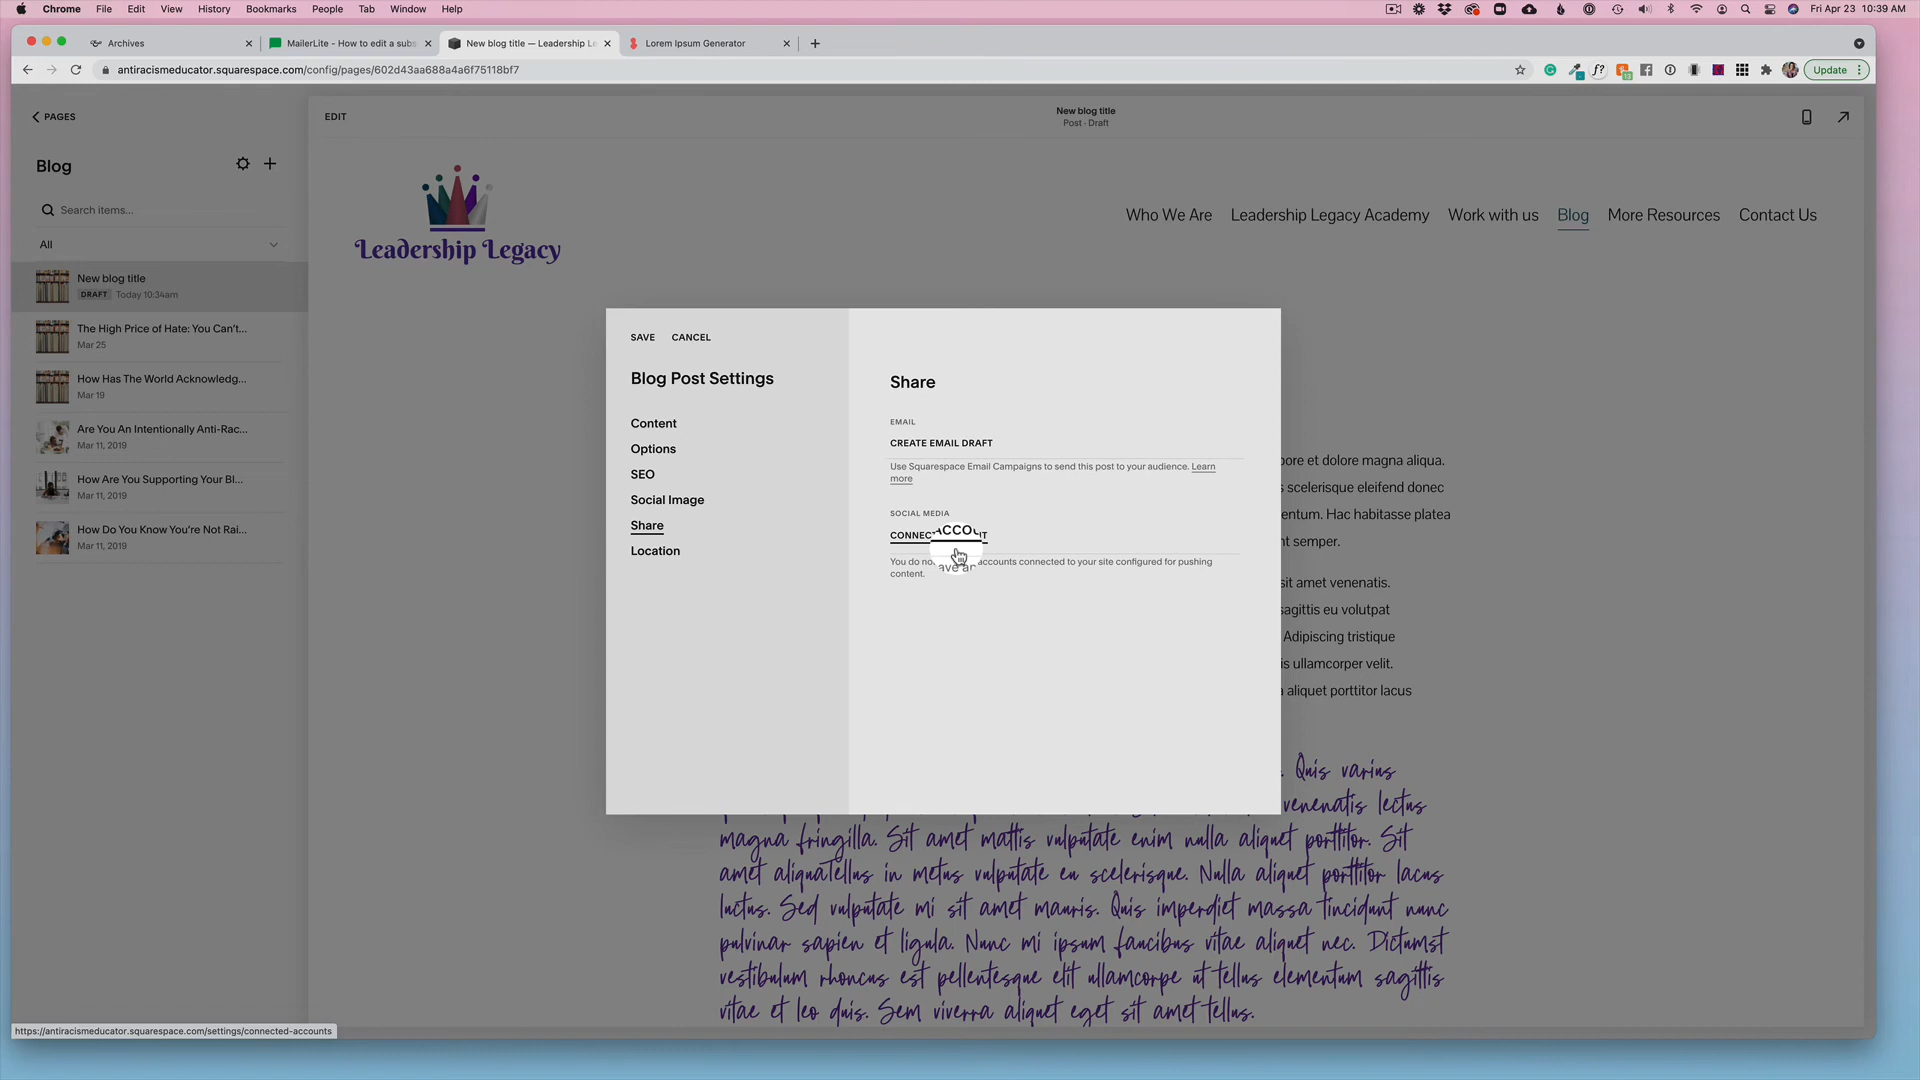 Chrome File Edit View History Bookmarks People Tab Window Help
Fri Apr 23 10:39 AM
Archives
MailerLite - How to edit a subs
New blog title — Leadership Le
Lorem Ipsum Generator
antiracismeducator.squarespace.com/config/pages/602d43aa688a4a6f75118bf7
Update
PAGES
EDIT
New blog title
Post · Draft
Blog
Search items...
All
New blog title
DRAFT Today 10:34am
The High Price of Hate: You Can't...
Mar 25
How Has The World Acknowledg...
Mar 19
Are You An Intentionally Anti-Rac...
Mar 11, 2019
How Are You Supporting Your Bl...
Mar 11, 2019
How Do You Know You're Not Rai...
Mar 11, 2019
Leadership Legacy
Who We Are Leadership Legacy Academy Work with us Blog More Resources Contact Us
SAVE CANCEL
Blog Post Settings
Content
Options
SEO
Social Image
Share
Location
Share
EMAIL
CREATE EMAIL DRAFT
Use Squarespace Email Campaigns to send this post to your audience. Learn
more
SOCIAL MEDIA
CONNECT ACCOUNT
You do not have any accounts connected to your site configured for pushing
content.
ore et dolore magna aliqua.
scelerisque eleifend donec
entum. Hac habitasse platea
nt semper.
sit amet venenatis.
sagittis eu volutpat
Adipiscing tristique
is ullamcorper velit.
a aliquet porttitor lacus
Quis varius
venenatis lectus
magna fringilla. Sit amet mattis vulputate enim nulla aliquet porttitor. Sit
amet aliquaTellus in metus vulputate eu scelerisque. Nulla aliquet porttitor lacus
luctus. Sed vulputate mi sit amet mauris. Quis imperdiet massa tincidunt nunc
pulvinar sapien et ligula. Nunc mi ipsum faucibus vitae aliquet nec. Dictumst
vestibulum rhoncus est pellentesque elit ullamcorpe ut tellus elementum sagittis
vitae et leo duis. Sem viverra aliquet eget sit amet tellus.
https://antiracismeducator.squarespace.com/settings/connected-accounts